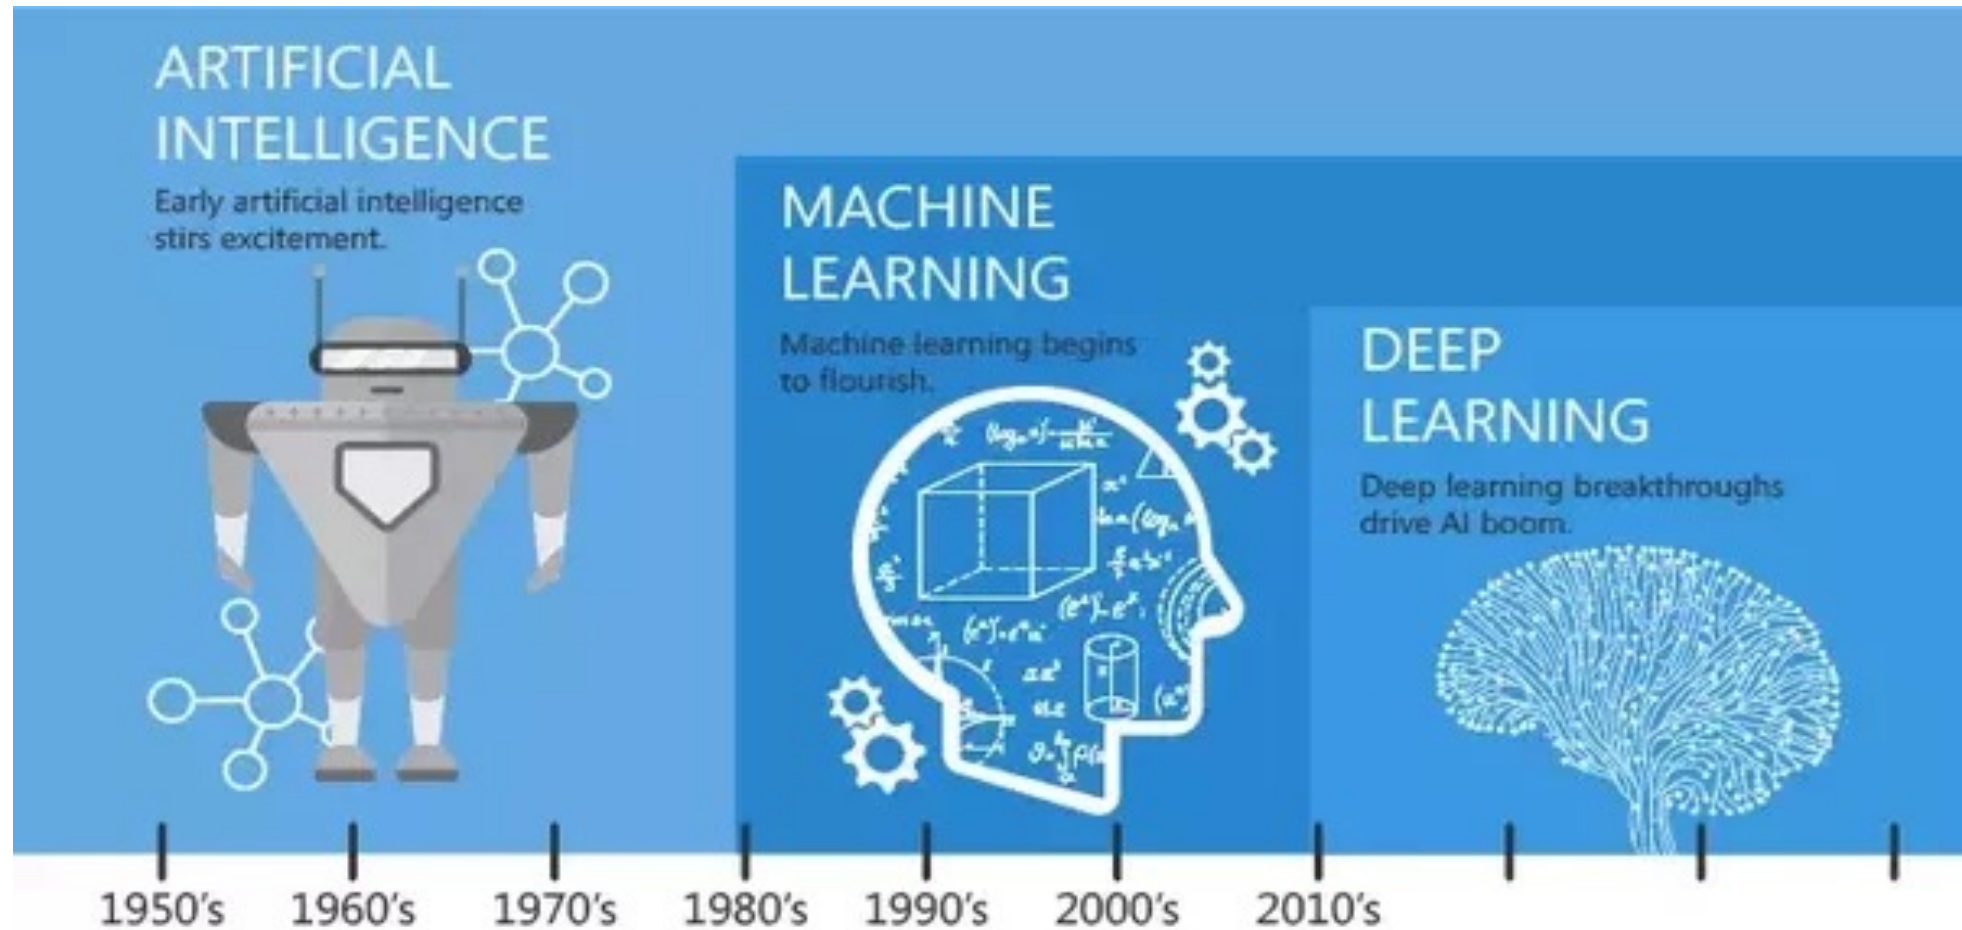 ARTIFICIAL
INTELLIGENCE
Early artificial intelligence
stirs excitement.
MACHINE
LEARNING
Machine learning begins
to flourish.
DEEP
LEARNING
Deep learning breakthroughs
drive AI boom.
1950's 1960's 1970's 1980's 1990's 2000's 2010's